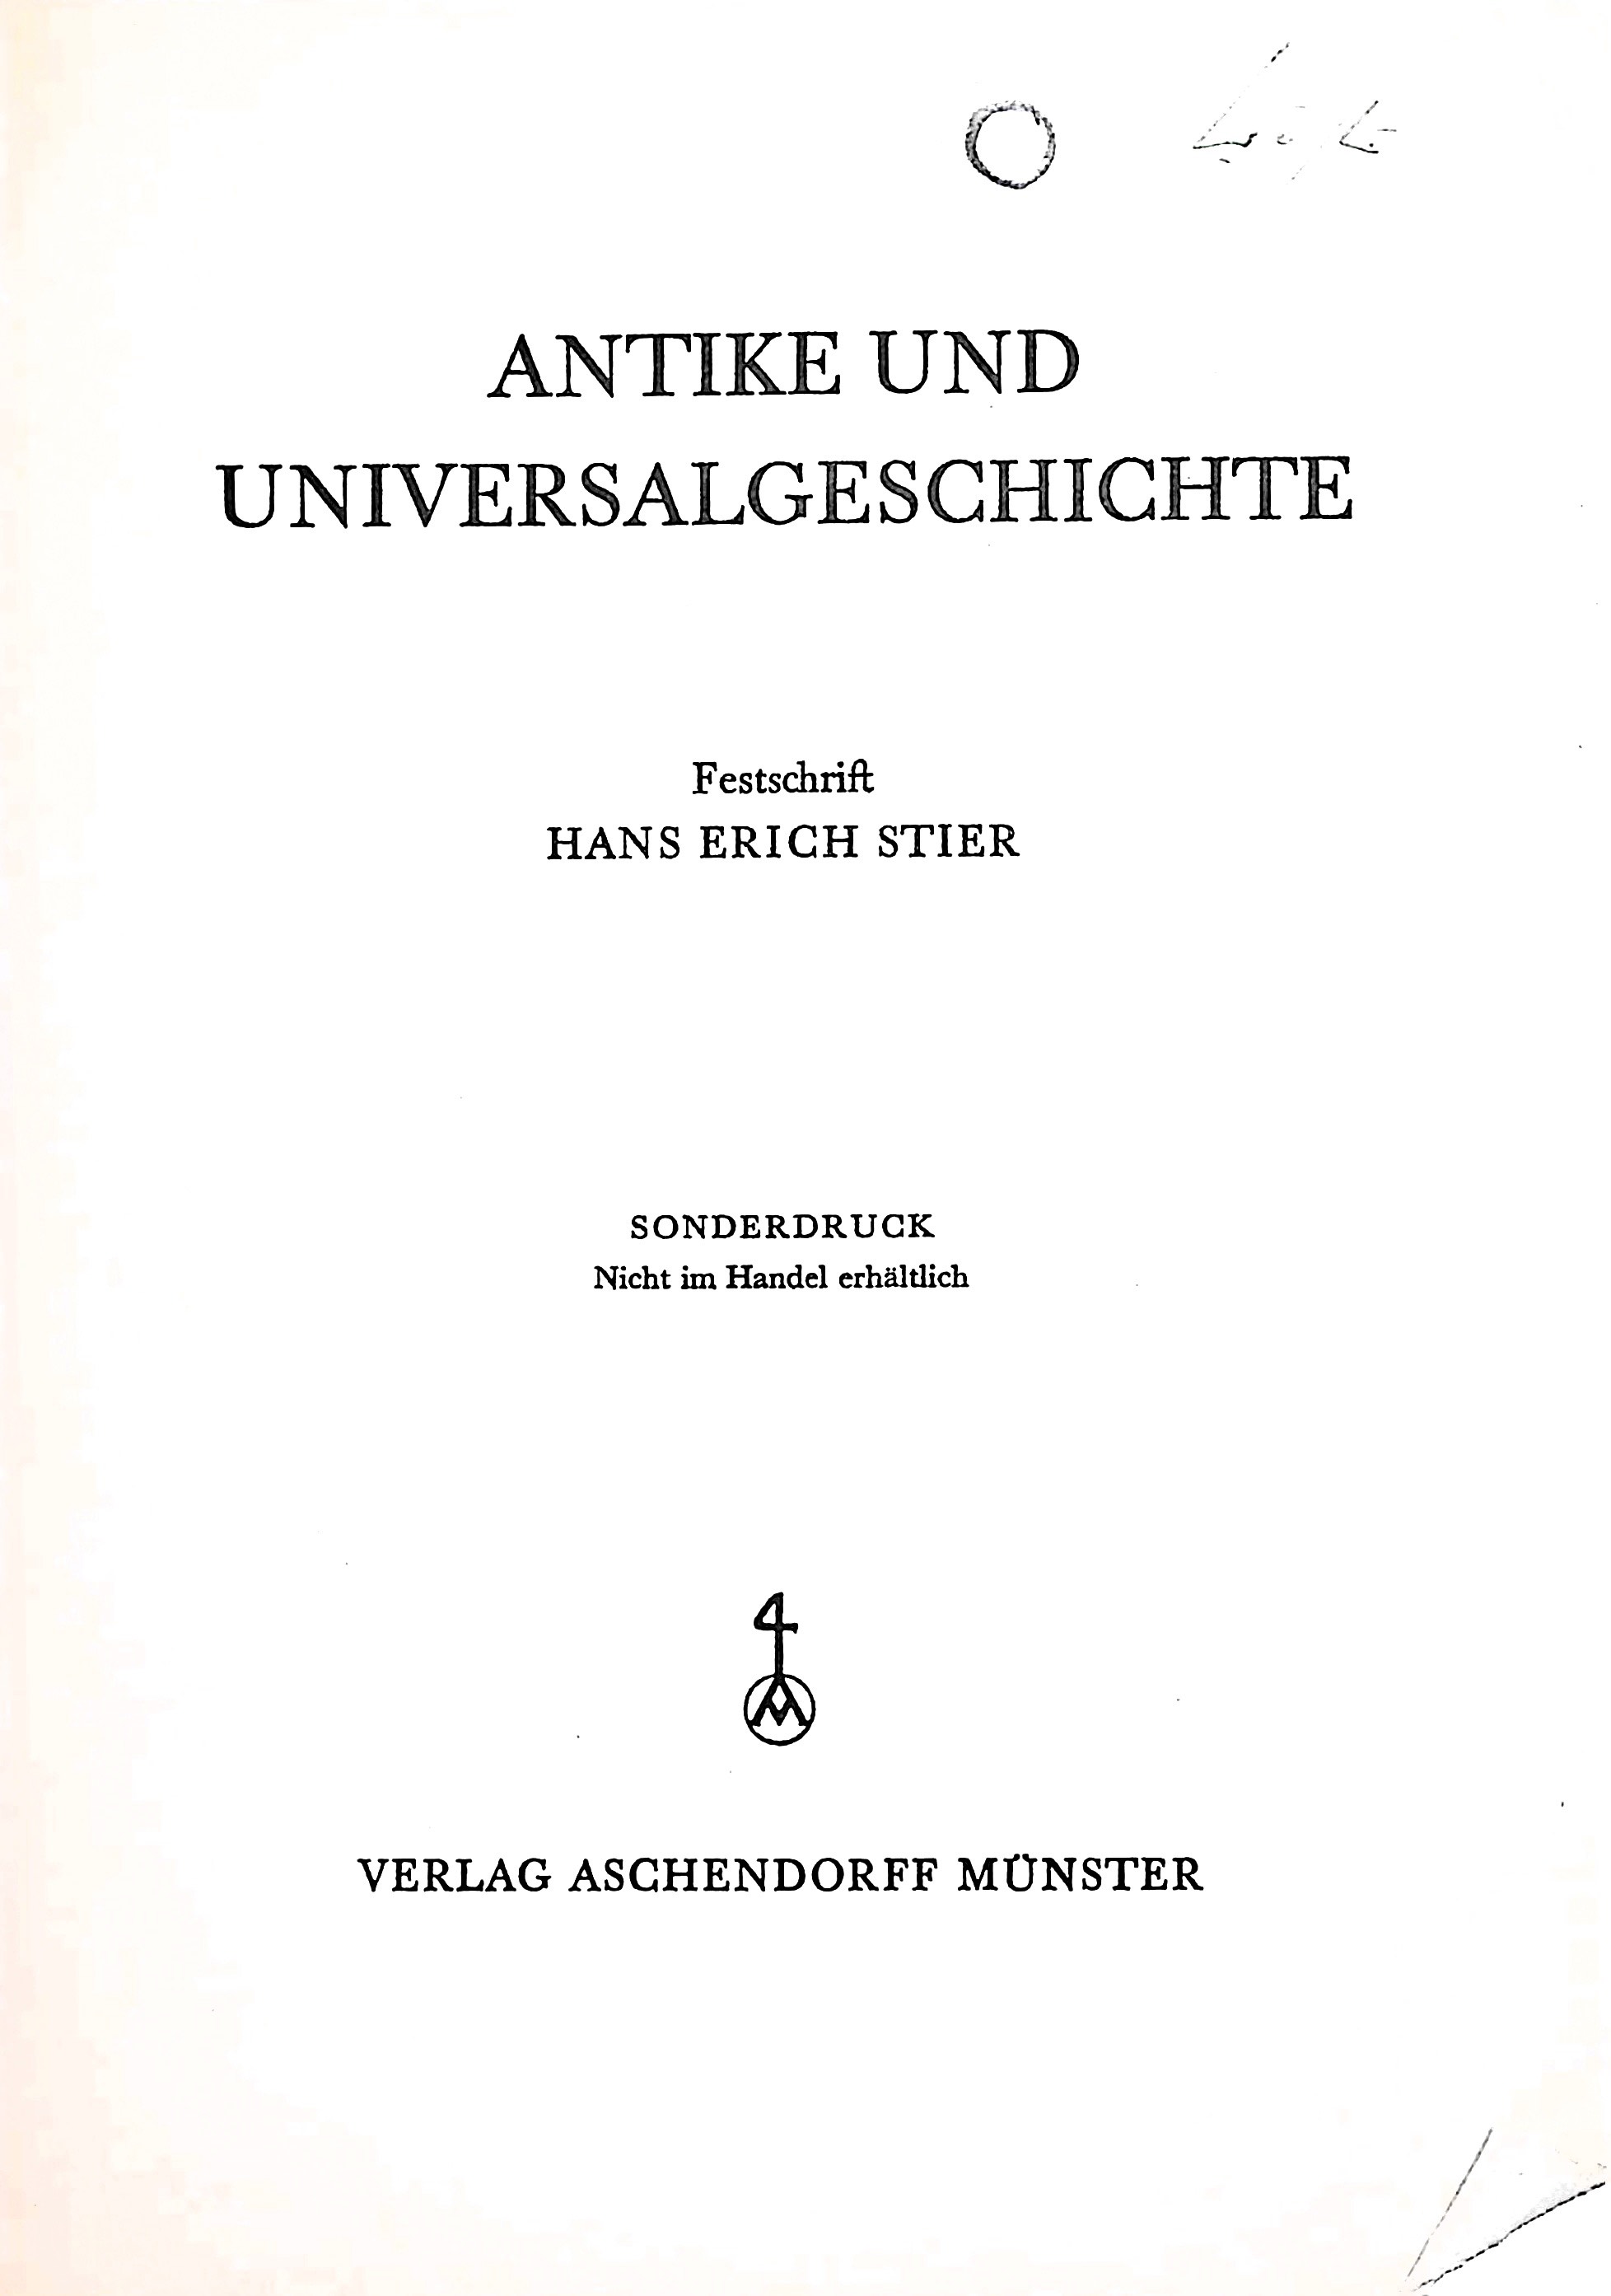 ANTIKE UND
UNIVERSALGESCHICHTE
Festschrift
HANS ERICH STIER
SONDERDRUCK
Nicht im Handel erhältlich
VERLAG ASCHENDORFF MÜNSTER